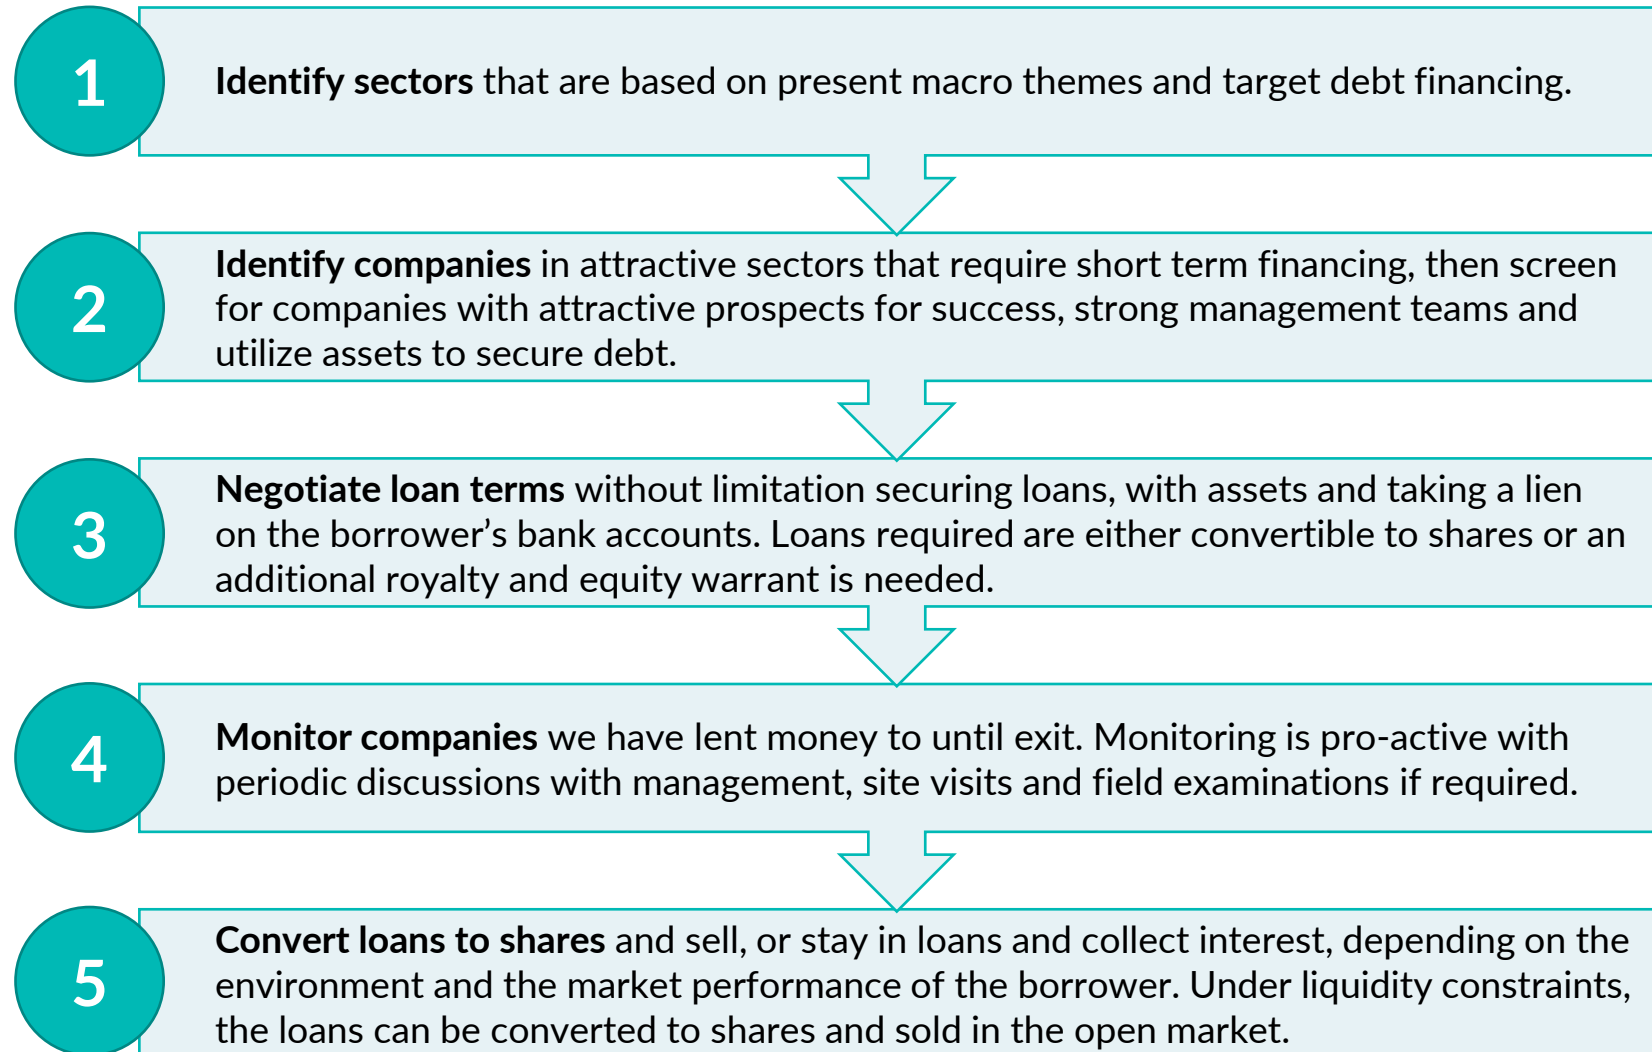 1
Identify sectors that are based on present macro themes and target debt financing.
2
Identify companies in attractive sectors that require short term financing, then screen
for companies with attractive prospects for success, strong management teams and
utilize assets to secure debt.
3
Negotiate loan terms without limitation securing loans, with assets and taking a lien
on the borrower’s bank accounts. Loans required are either convertible to shares or an
additional royalty and equity warrant is needed.
4
Monitor companies we have lent money to until exit. Monitoring is pro-active with
periodic discussions with management, site visits and field examinations if required.
5
Convert loans to shares and sell, or stay in loans and collect interest, depending on the
environment and the market performance of the borrower. Under liquidity constraints,
the loans can be converted to shares and sold in the open market.